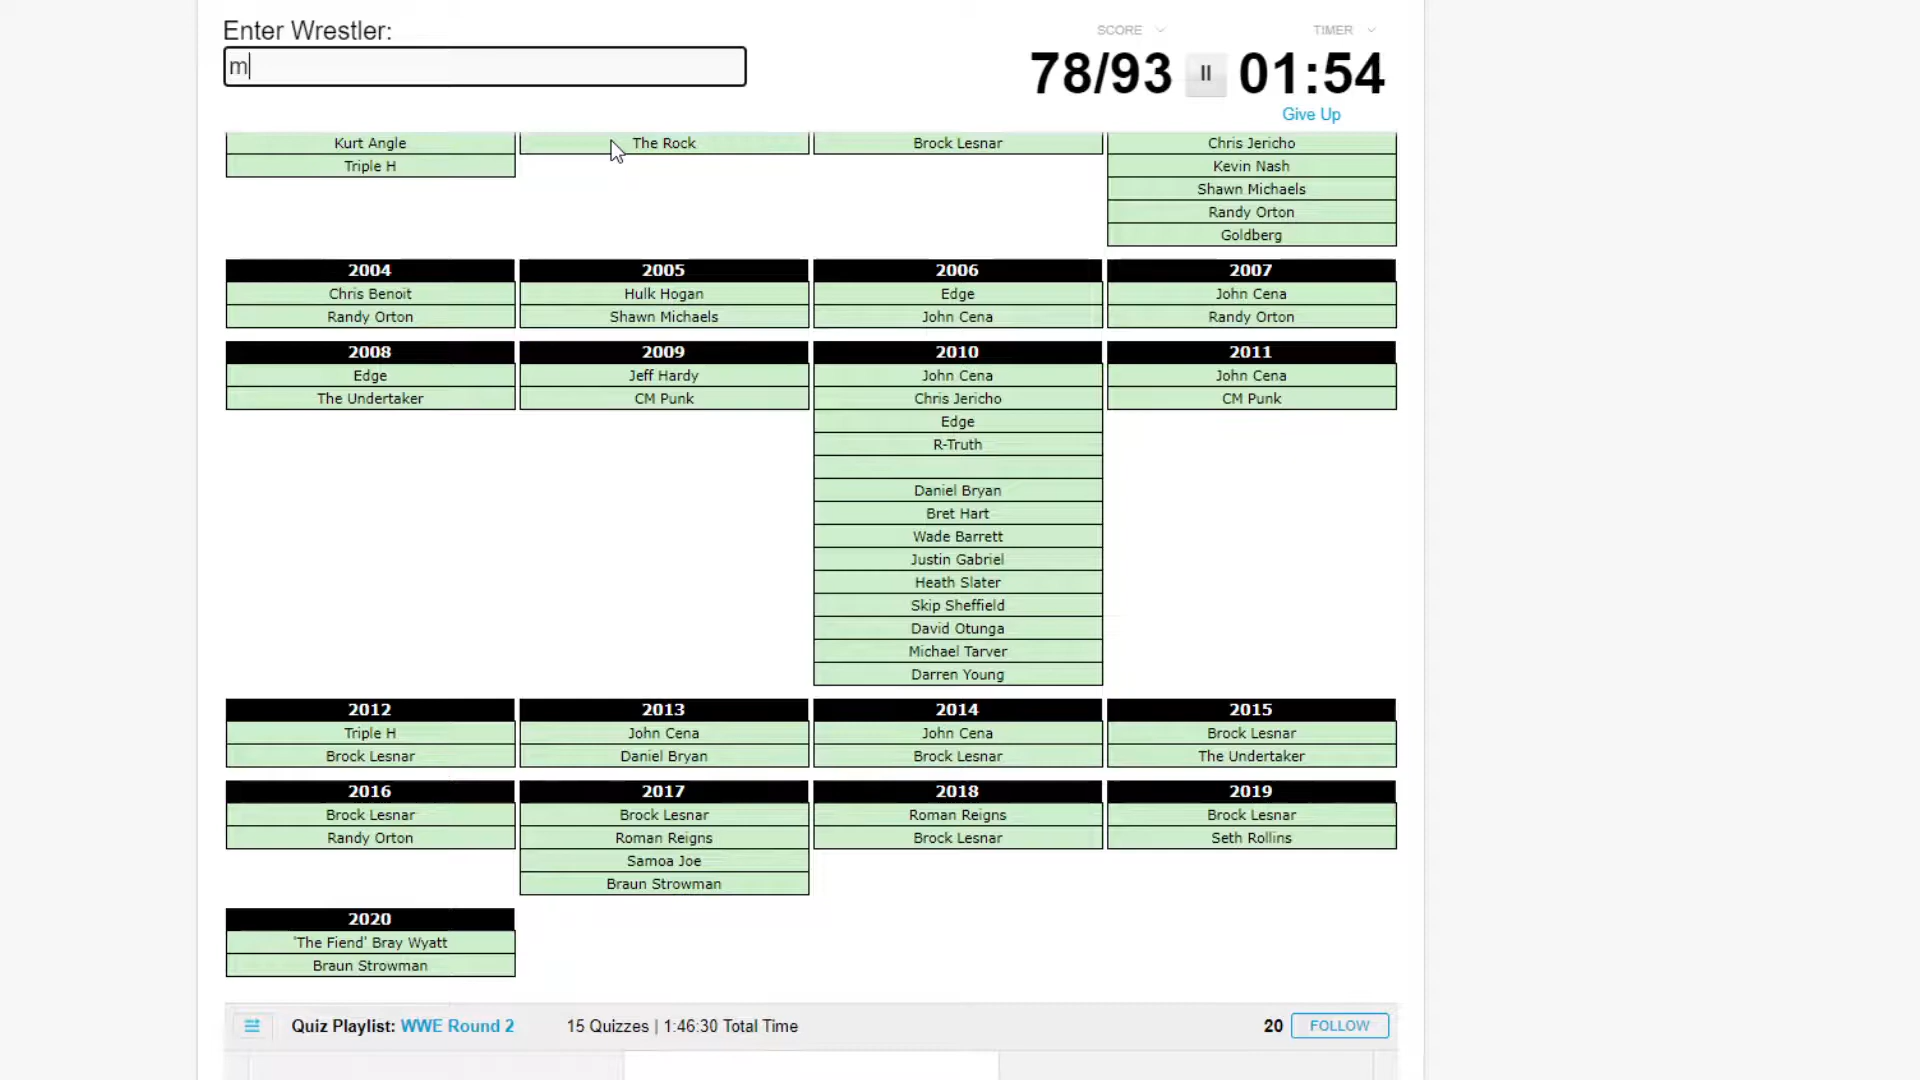 Enter Wrestler:
m
SCORE
TIMER
78/93
01:54
Give Up
Kurt Angle
Triple H
The Rock
Brock Lesnar
Chris Jericho
Kevin Nash
Shawn Michaels
Randy Orton
Goldberg
2004
Chris Benoit
Randy Orton
2005
Hulk Hogan
Shawn Michaels
2006
Edge
John Cena
2007
John Cena
Randy Orton
2008
Edge
The Undertaker
2009
Jeff Hardy
CM Punk
2010
John Cena
Chris Jericho
Edge
R-Truth
Daniel Bryan
Bret Hart
Wade Barrett
Justin Gabriel
Heath Slater
Skip Sheffield
David Otunga
Michael Tarver
Darren Young
2011
John Cena
CM Punk
2012
Triple H
Brock Lesnar
2013
John Cena
Daniel Bryan
2014
John Cena
Brock Lesnar
2015
Brock Lesnar
The Undertaker
2016
Brock Lesnar
Randy Orton
2017
Brock Lesnar
Roman Reigns
Samoa Joe
Braun Strowman
2018
Roman Reigns
Brock Lesnar
2019
Brock Lesnar
Seth Rollins
2020
'The Fiend' Bray Wyatt
Braun Strowman
Quiz Playlist: WWE Round 2 15 Quizzes | 1:46:30 Total Time 20 FOLLOW